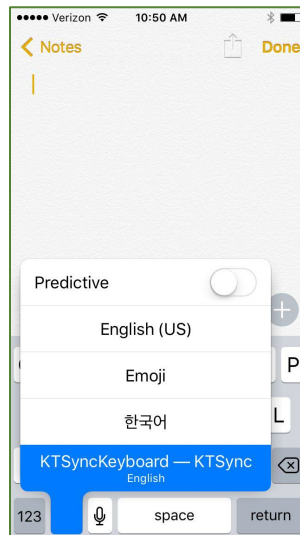 Verizon 10:50 AM
Notes Done
Predictive
English (US)
Emoji
한국어
KTSyncKeyboard — KTSync
English
P
L
123 space return